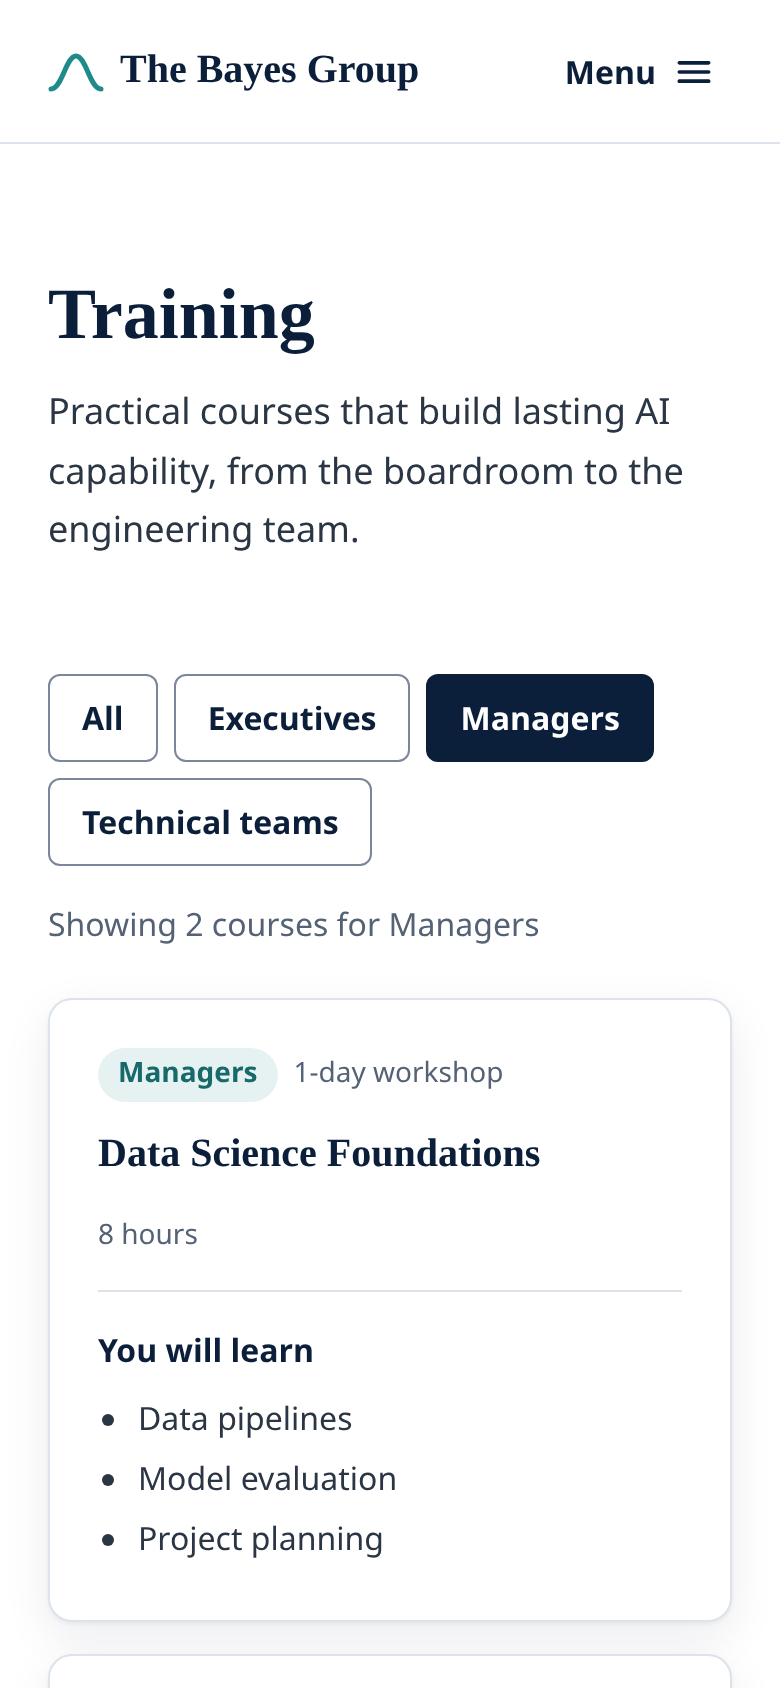 The Bayes Group
Menu
Training
Practical courses that build lasting AI
capability, from the boardroom to the
engineering team.
All
Executives
Managers
Technical teams
Showing 2 courses for Managers
Managers
1-day workshop
Data Science Foundations
8 hours
You will learn
Data pipelines
Model evaluation
Project planning